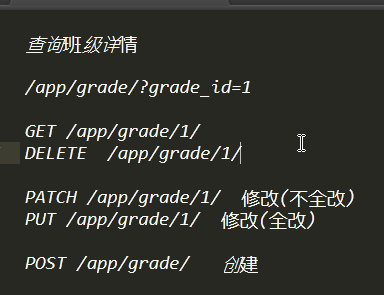 查询班级详情
/app/grade/?grade_id=1
GET /app/grade/1/
DELETE  /app/grade/1/
PATCH /app/grade/1/  修改(不全改)
PUT /app/grade/1/  修改(全改)
POST /app/grade/   创建